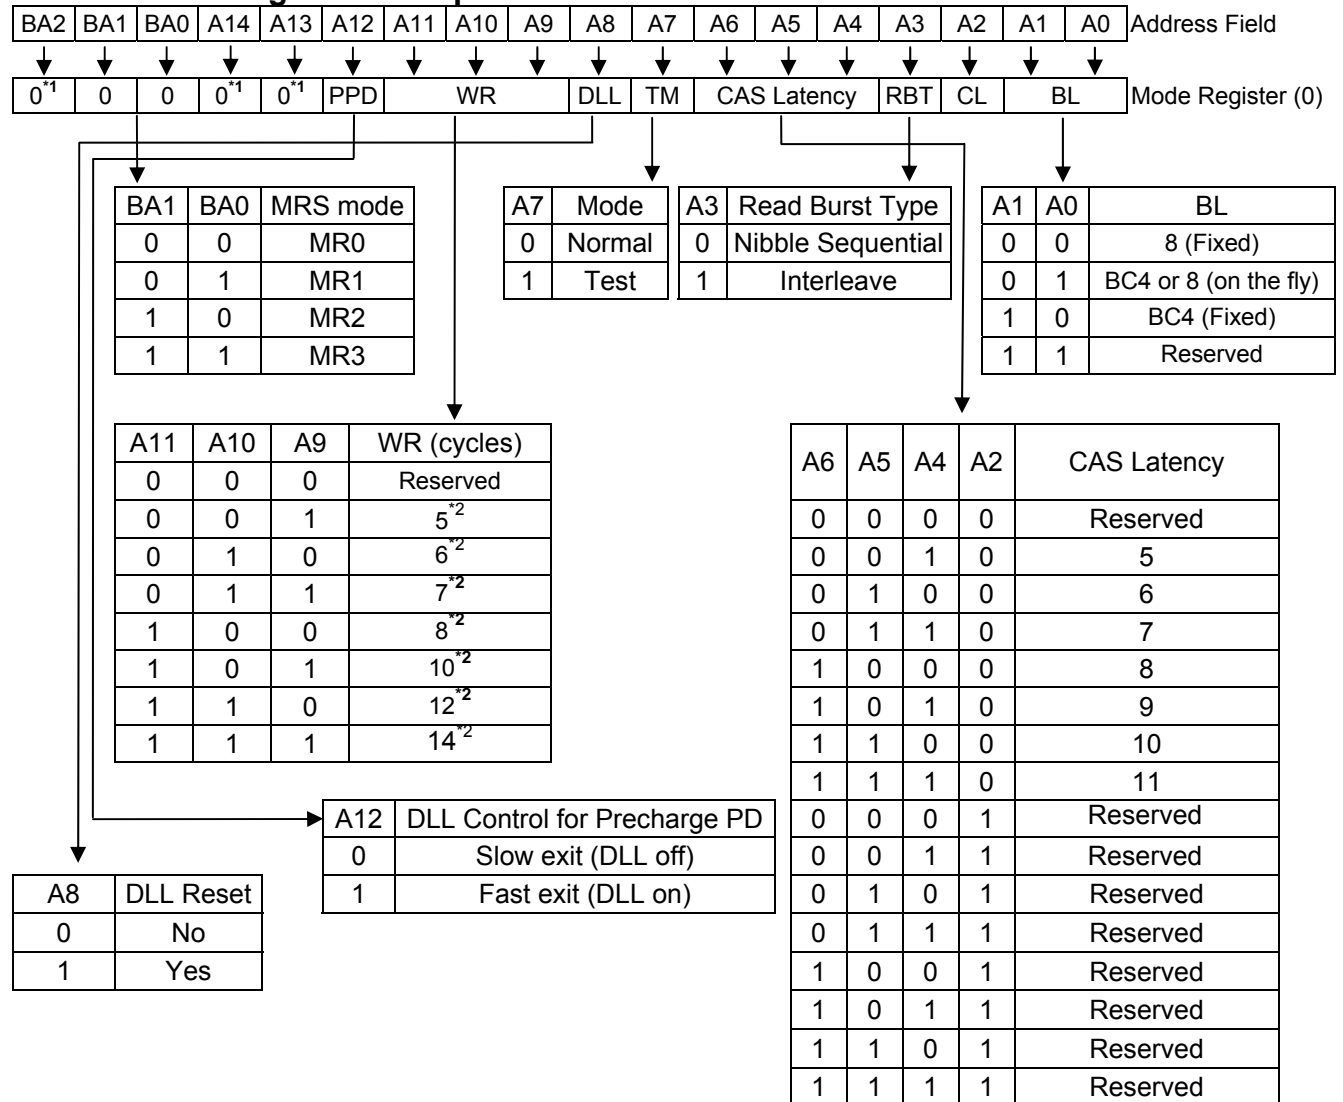 BA2 BA1 BA0 A14 A13 A12 A11 A10 A9 A8 A7 A6 A5 A4 A3 A2 A1 A0 Address Field
0*1 0 0 0*1 0*1 PPD WR DLL TM CAS Latency RBT CL BL Mode Register (0)
BA1 BA0 MRS mode
0 0 MR0
0 1 MR1
1 0 MR2
1 1 MR3
A7 Mode
0 Normal
1 Test
A3 Read Burst Type
0 Nibble Sequential
1 Interleave
A1 A0 BL
0 0 8 (Fixed)
0 1 BC4 or 8 (on the fly)
1 0 BC4 (Fixed)
1 1 Reserved
A11 A10 A9 WR (cycles)
0 0 0 Reserved
0 0 1 5*2
0 1 0 6*2
0 1 1 7*2
1 0 0 8*2
1 0 1 10*2
1 1 0 12*2
1 1 1 14*2
A6 A5 A4 A2 CAS Latency
0 0 0 0 Reserved
0 0 1 0 5
0 1 0 0 6
0 1 1 0 7
1 0 0 0 8
1 0 1 0 9
1 1 0 0 10
1 1 1 0 11
0 0 0 1 Reserved
0 0 1 1 Reserved
0 1 0 1 Reserved
0 1 1 1 Reserved
1 0 0 1 Reserved
1 0 1 1 Reserved
1 1 0 1 Reserved
1 1 1 1 Reserved
A12 DLL Control for Precharge PD
0 Slow exit (DLL off)
1 Fast exit (DLL on)
A8 DLL Reset
0 No
1 Yes